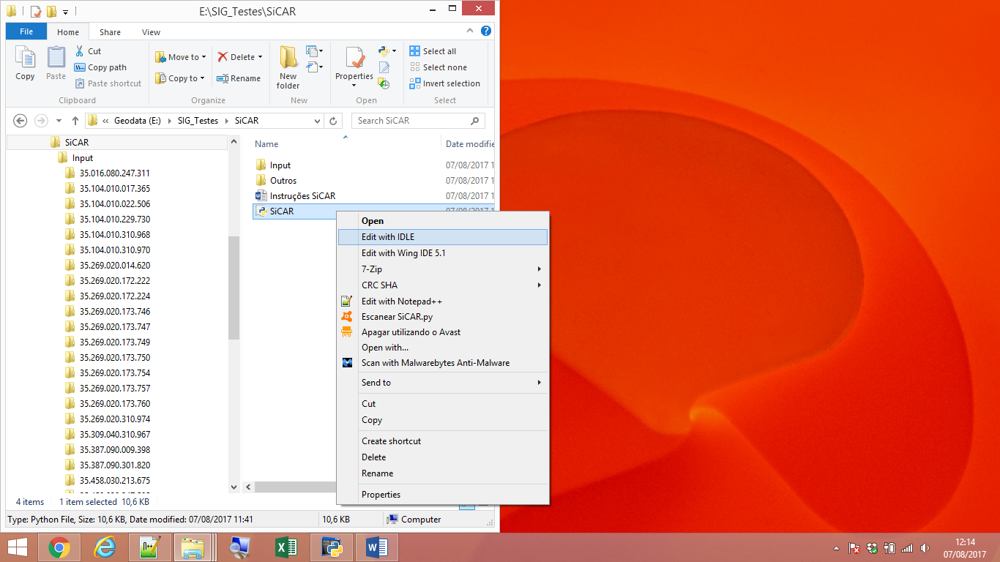 E:\SIG_Testes\SiCAR
File Home Share View
Copy
Paste
Cut
Copy path
Paste shortcut
Clipboard
Move to
Copy to
Delete
Rename
Organize
New folder
New
Properties
Open
Select all
Select none
Invert selection
Select
« Geodata (E:) SIG_Testes SiCAR
Search SiCAR
SiCAR
Input
35.016.080.247.311
35.104.010.017.365
35.104.010.022.506
35.104.010.229.730
35.104.010.310.968
35.104.010.310.970
35.269.020.014.620
35.269.020.172.222
35.269.020.172.224
35.269.020.173.746
35.269.020.173.747
35.269.020.173.749
35.269.020.173.750
35.269.020.173.754
35.269.020.173.757
35.269.020.173.760
35.269.020.310.974
35.309.040.310.967
35.387.090.009.398
35.387.090.301.820
35.458.030.213.675
Name Date modifie
Input 07/08/2017 1
Outros 07/08/2017 1
Instruções SiCAR 07/08/2017 1
SiCAR
Open
Edit with IDLE
Edit with Wing IDE 5.1
7-Zip
CRC SHA
Edit with Notepad++
Escanear SiCAR.py
Apagar utilizando o Avast
Open with...
Scan with Malwarebytes Anti-Malware
Send to
Cut
Copy
Create shortcut
Delete
Rename
Properties
4 items 1 item selected 10,6 KB
Type: Python File, Size: 10,6 KB, Date modified: 07/08/2017 11:41 10,6 KB Computer
12:14
07/08/2017